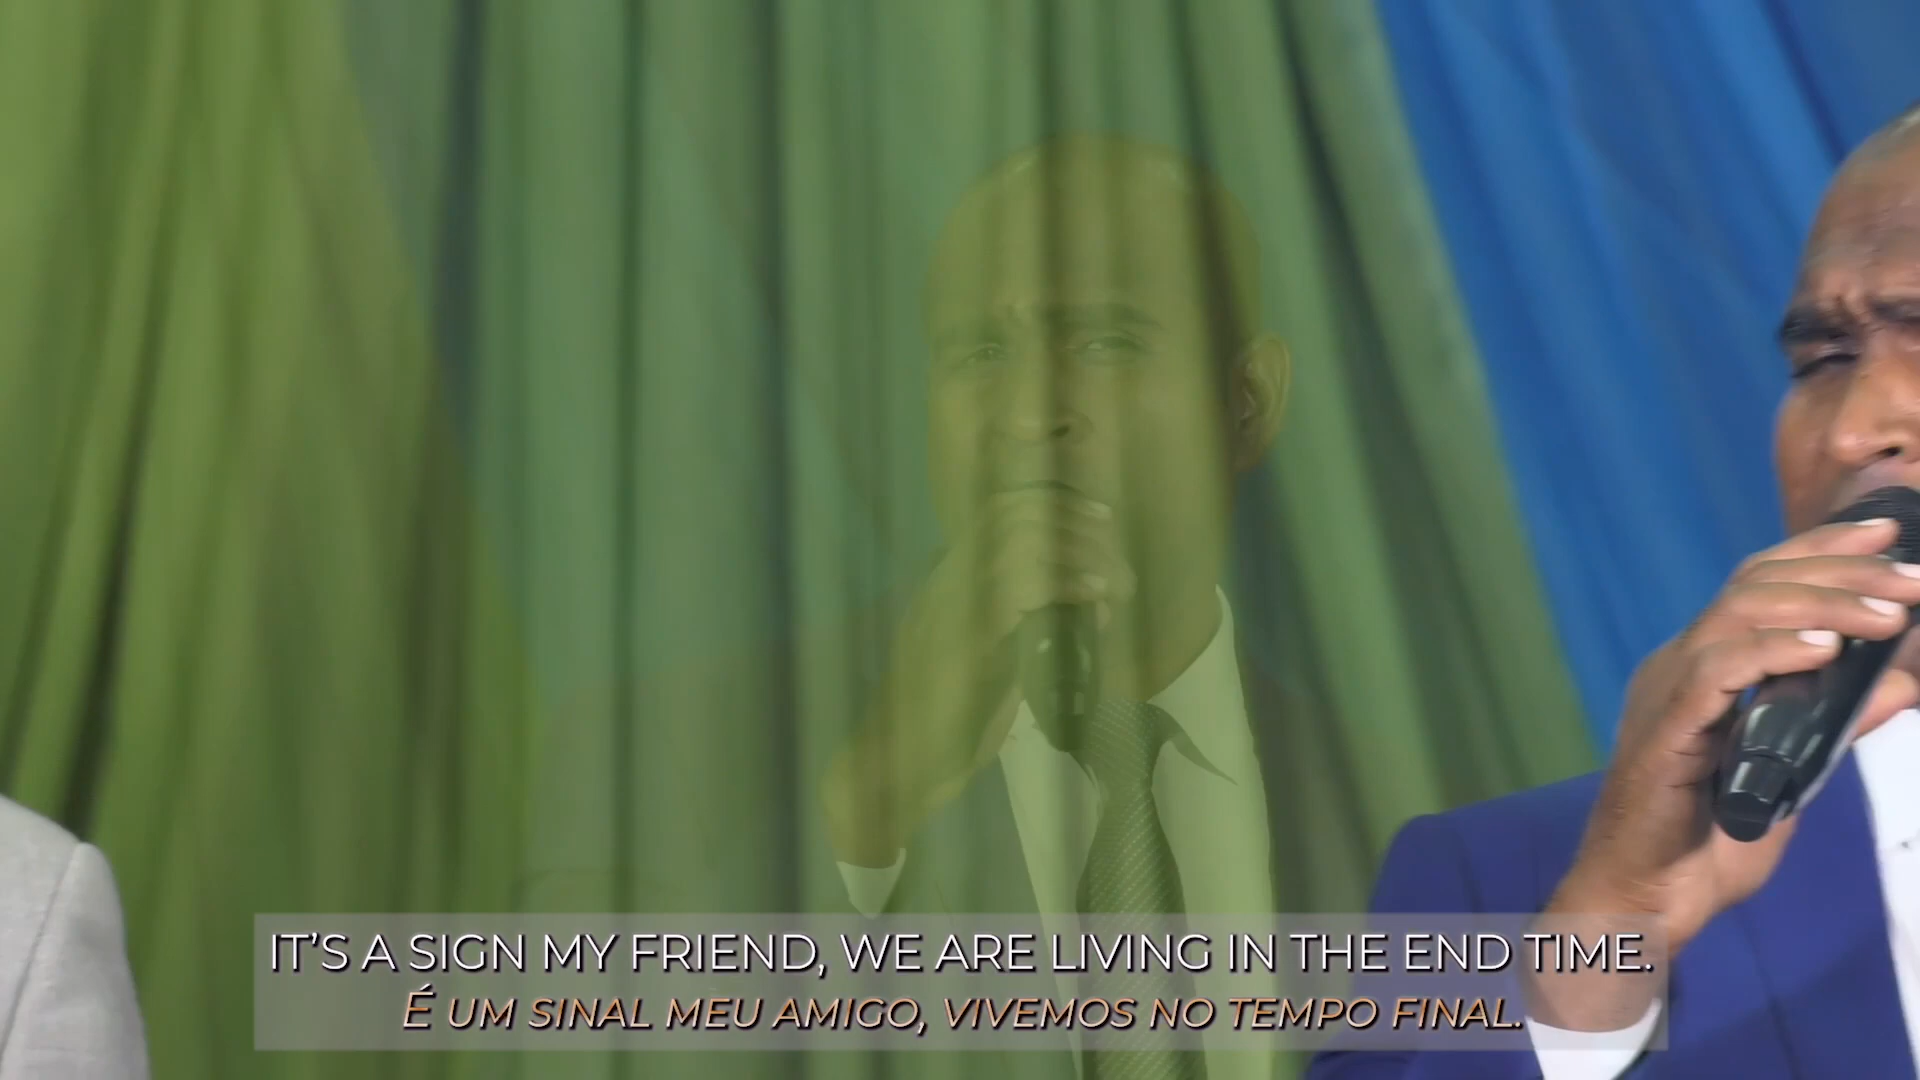 IT’S A SIGN MY FRIEND, WE ARE LIVING IN THE END TIME.
É UM SINAL MEU AMIGO, VIVEMOS NO TEMPO FINAL.